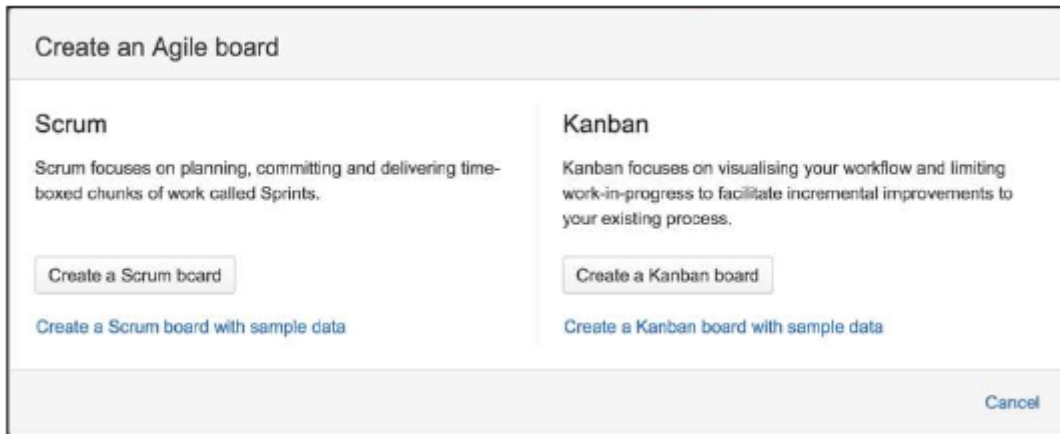 Create an Agile board
Scrum
Scrum focuses on planning, committing and delivering time-
boxed chunks of work called Sprints.
Create a Scrum board
Create a Scrum board with sample data
Kanban
Kanban focuses on visualising your workflow and limiting
work-in-progress to facilitate incremental improvements to
your existing process.
Create a Kanban board
Create a Kanban board with sample data
Cancel